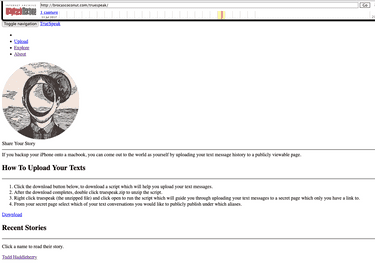 http://brocascoconut.com/truespeak/
Go
1 capture
Toggle navigation TrueSpeak
Upload
Explore
About
Share Your Story
If you backup your iPhone onto a macbook, you can come out to the world as yourself by uploading your text message history to a publicly viewable page.
How To Upload Your Texts
1. Click the download button below, to download a script which will help you upload your text messages.
2. After the download completes, double click truespeak.zip to unzip the script.
3. Right click truespeak (the unzipped file) and click open to run the script which will guide you through uploading your text messages to a secret page which only you have a link to.
4. From your secret page select which of your text conversations you would like to publicly publish under which aliases.
Download
Recent Stories
Click a name to read their story.
Todd Huddleberry